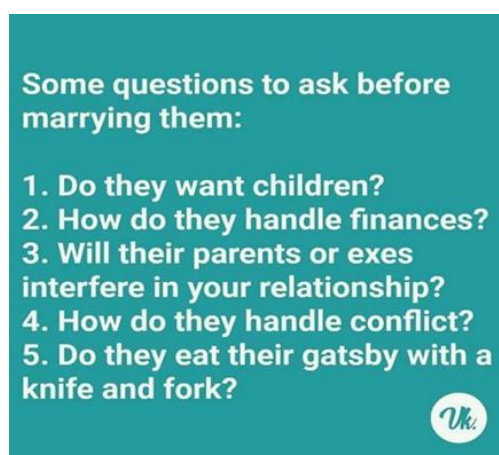 Some questions to ask before
marrying them:
1. Do they want children?
2. How do they handle finances?
3. Will their parents or exes
interfere in your relationship?
4. How do they handle conflict?
5. Do they eat their gatsby with a
knife and fork?
Vk.